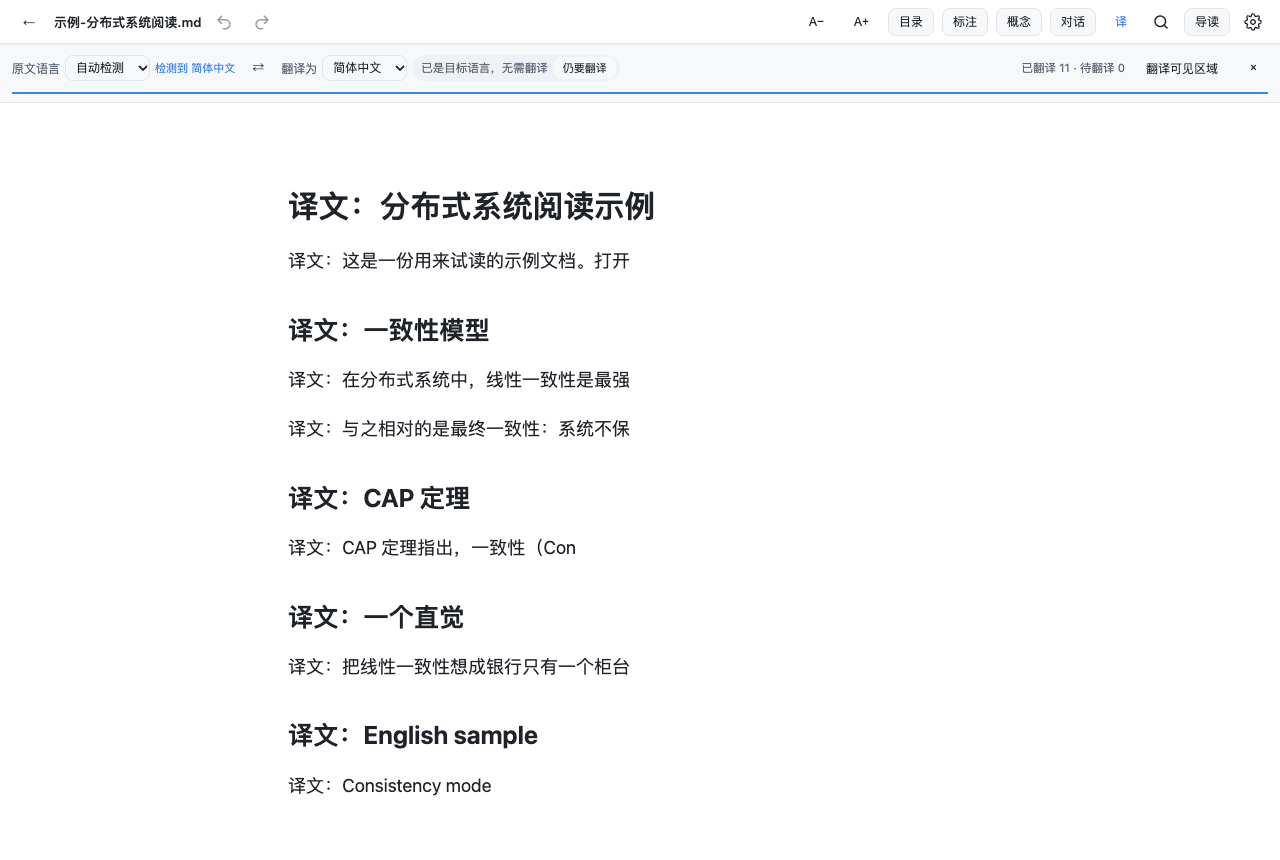 ← 示例-分布式系统阅读.md A− A+ 目录 标注 概念 对话 译 导读
原文语言 自动检测 检测到 简体中文 ⇄ 翻译为 简体中文 已是目标语言，无需翻译 仍要翻译 已翻译 11 · 待翻译 0 翻译可见区域 ×
译文：分布式系统阅读示例
译文：这是一份用来试读的示例文档。打开
译文：一致性模型
译文：在分布式系统中，线性一致性是最强
译文：与之相对的是最终一致性：系统不保
译文：CAP 定理
译文：CAP 定理指出，一致性（Con
译文：一个直觉
译文：把线性一致性想成银行只有一个柜台
译文：English sample
译文：Consistency mode